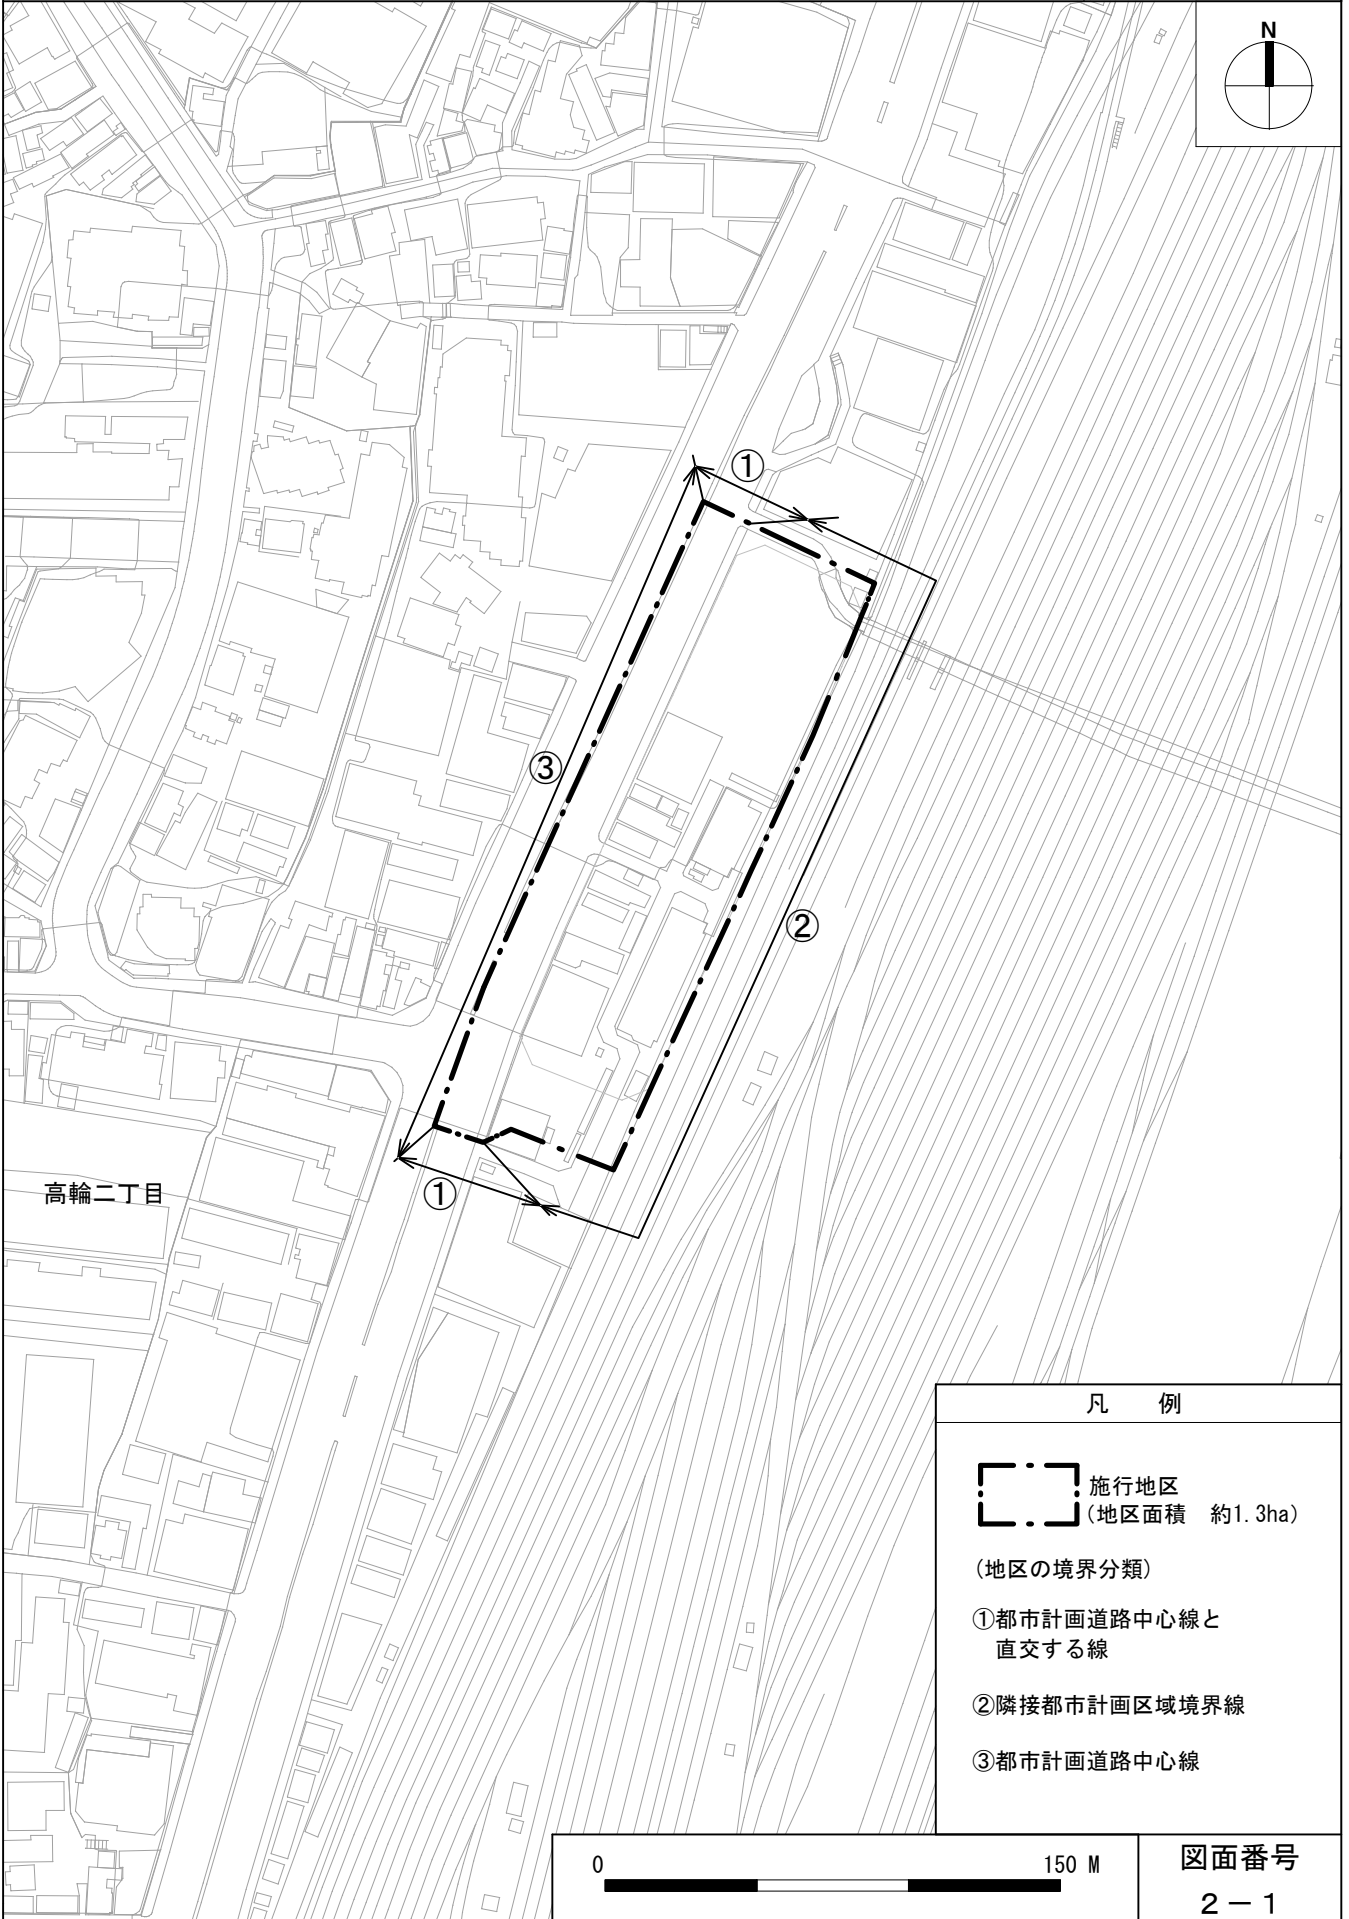 N
①
③
②
①
高輪二丁目
凡　例
施行地区
(地区面積　約1.3ha)
(地区の境界分類)
①都市計画道路中心線と
直交する線
②隣接都市計画区域境界線
③都市計画道路中心線
0 150 M
図面番号
２－１